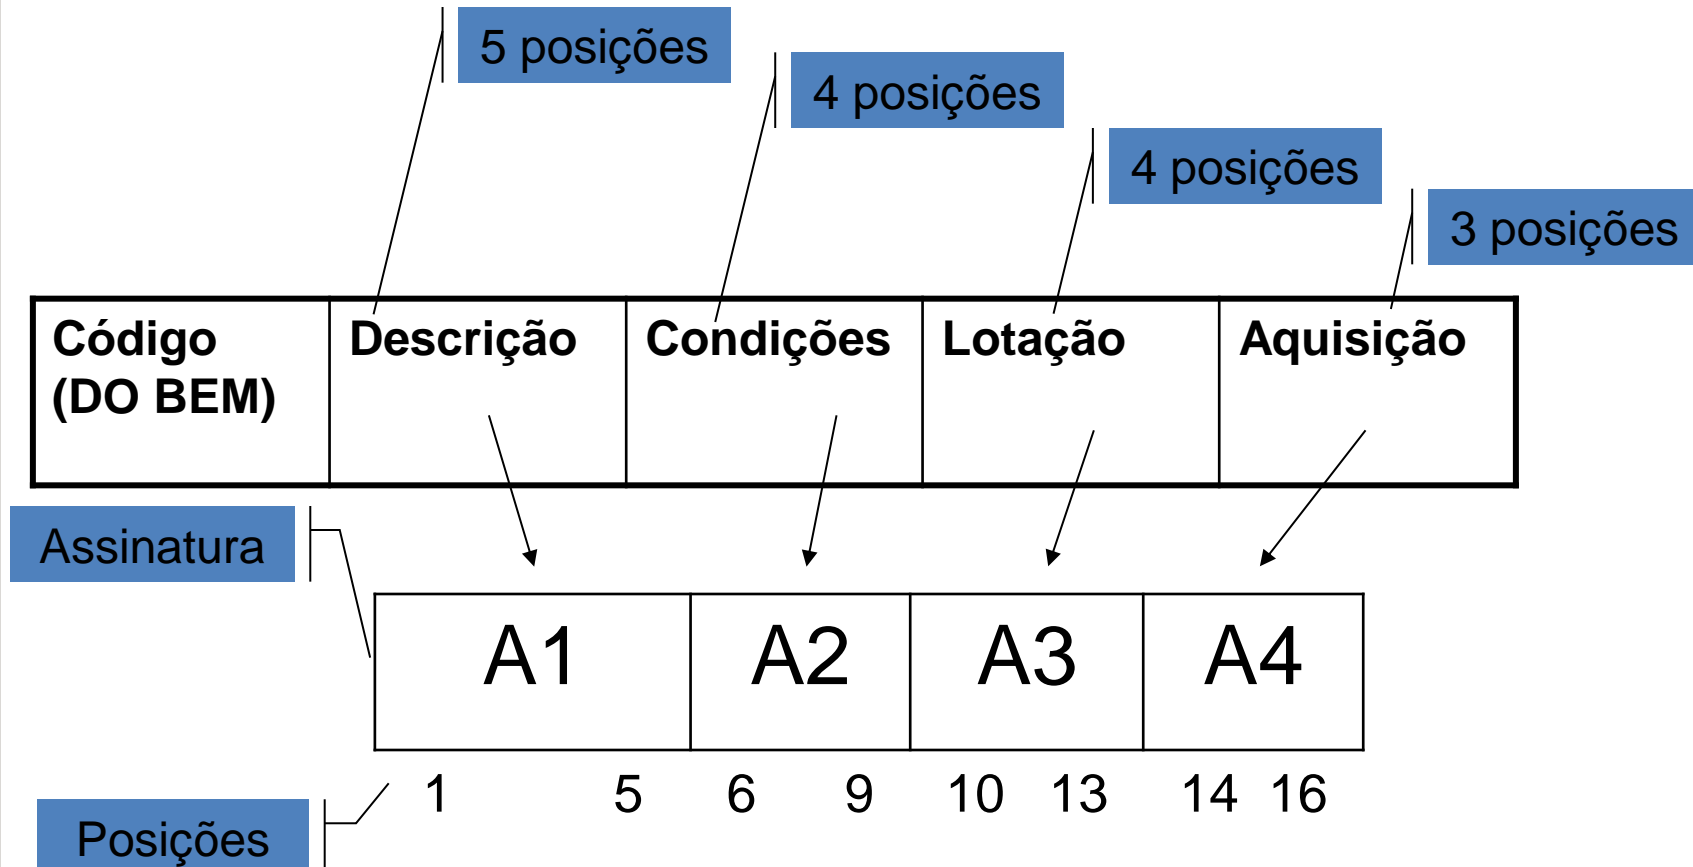 5 posições
4 posições
4 posições
3 posições
Código (DO BEM)
Descrição
Condições
Lotação
Aquisição
Assinatura
A1
A2
A3
A4
1 5 6 9 10 13 14 16
Posições